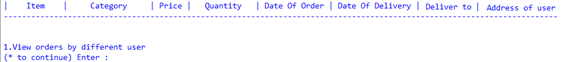 |    Item    |    Category    | Price |    Quantity    | Date Of Order | Date Of Delivery | Deliver to |  Address of user
--------------------------------------------------------------------------------------------------------------
1.View orders by different user
(* to continue) Enter :